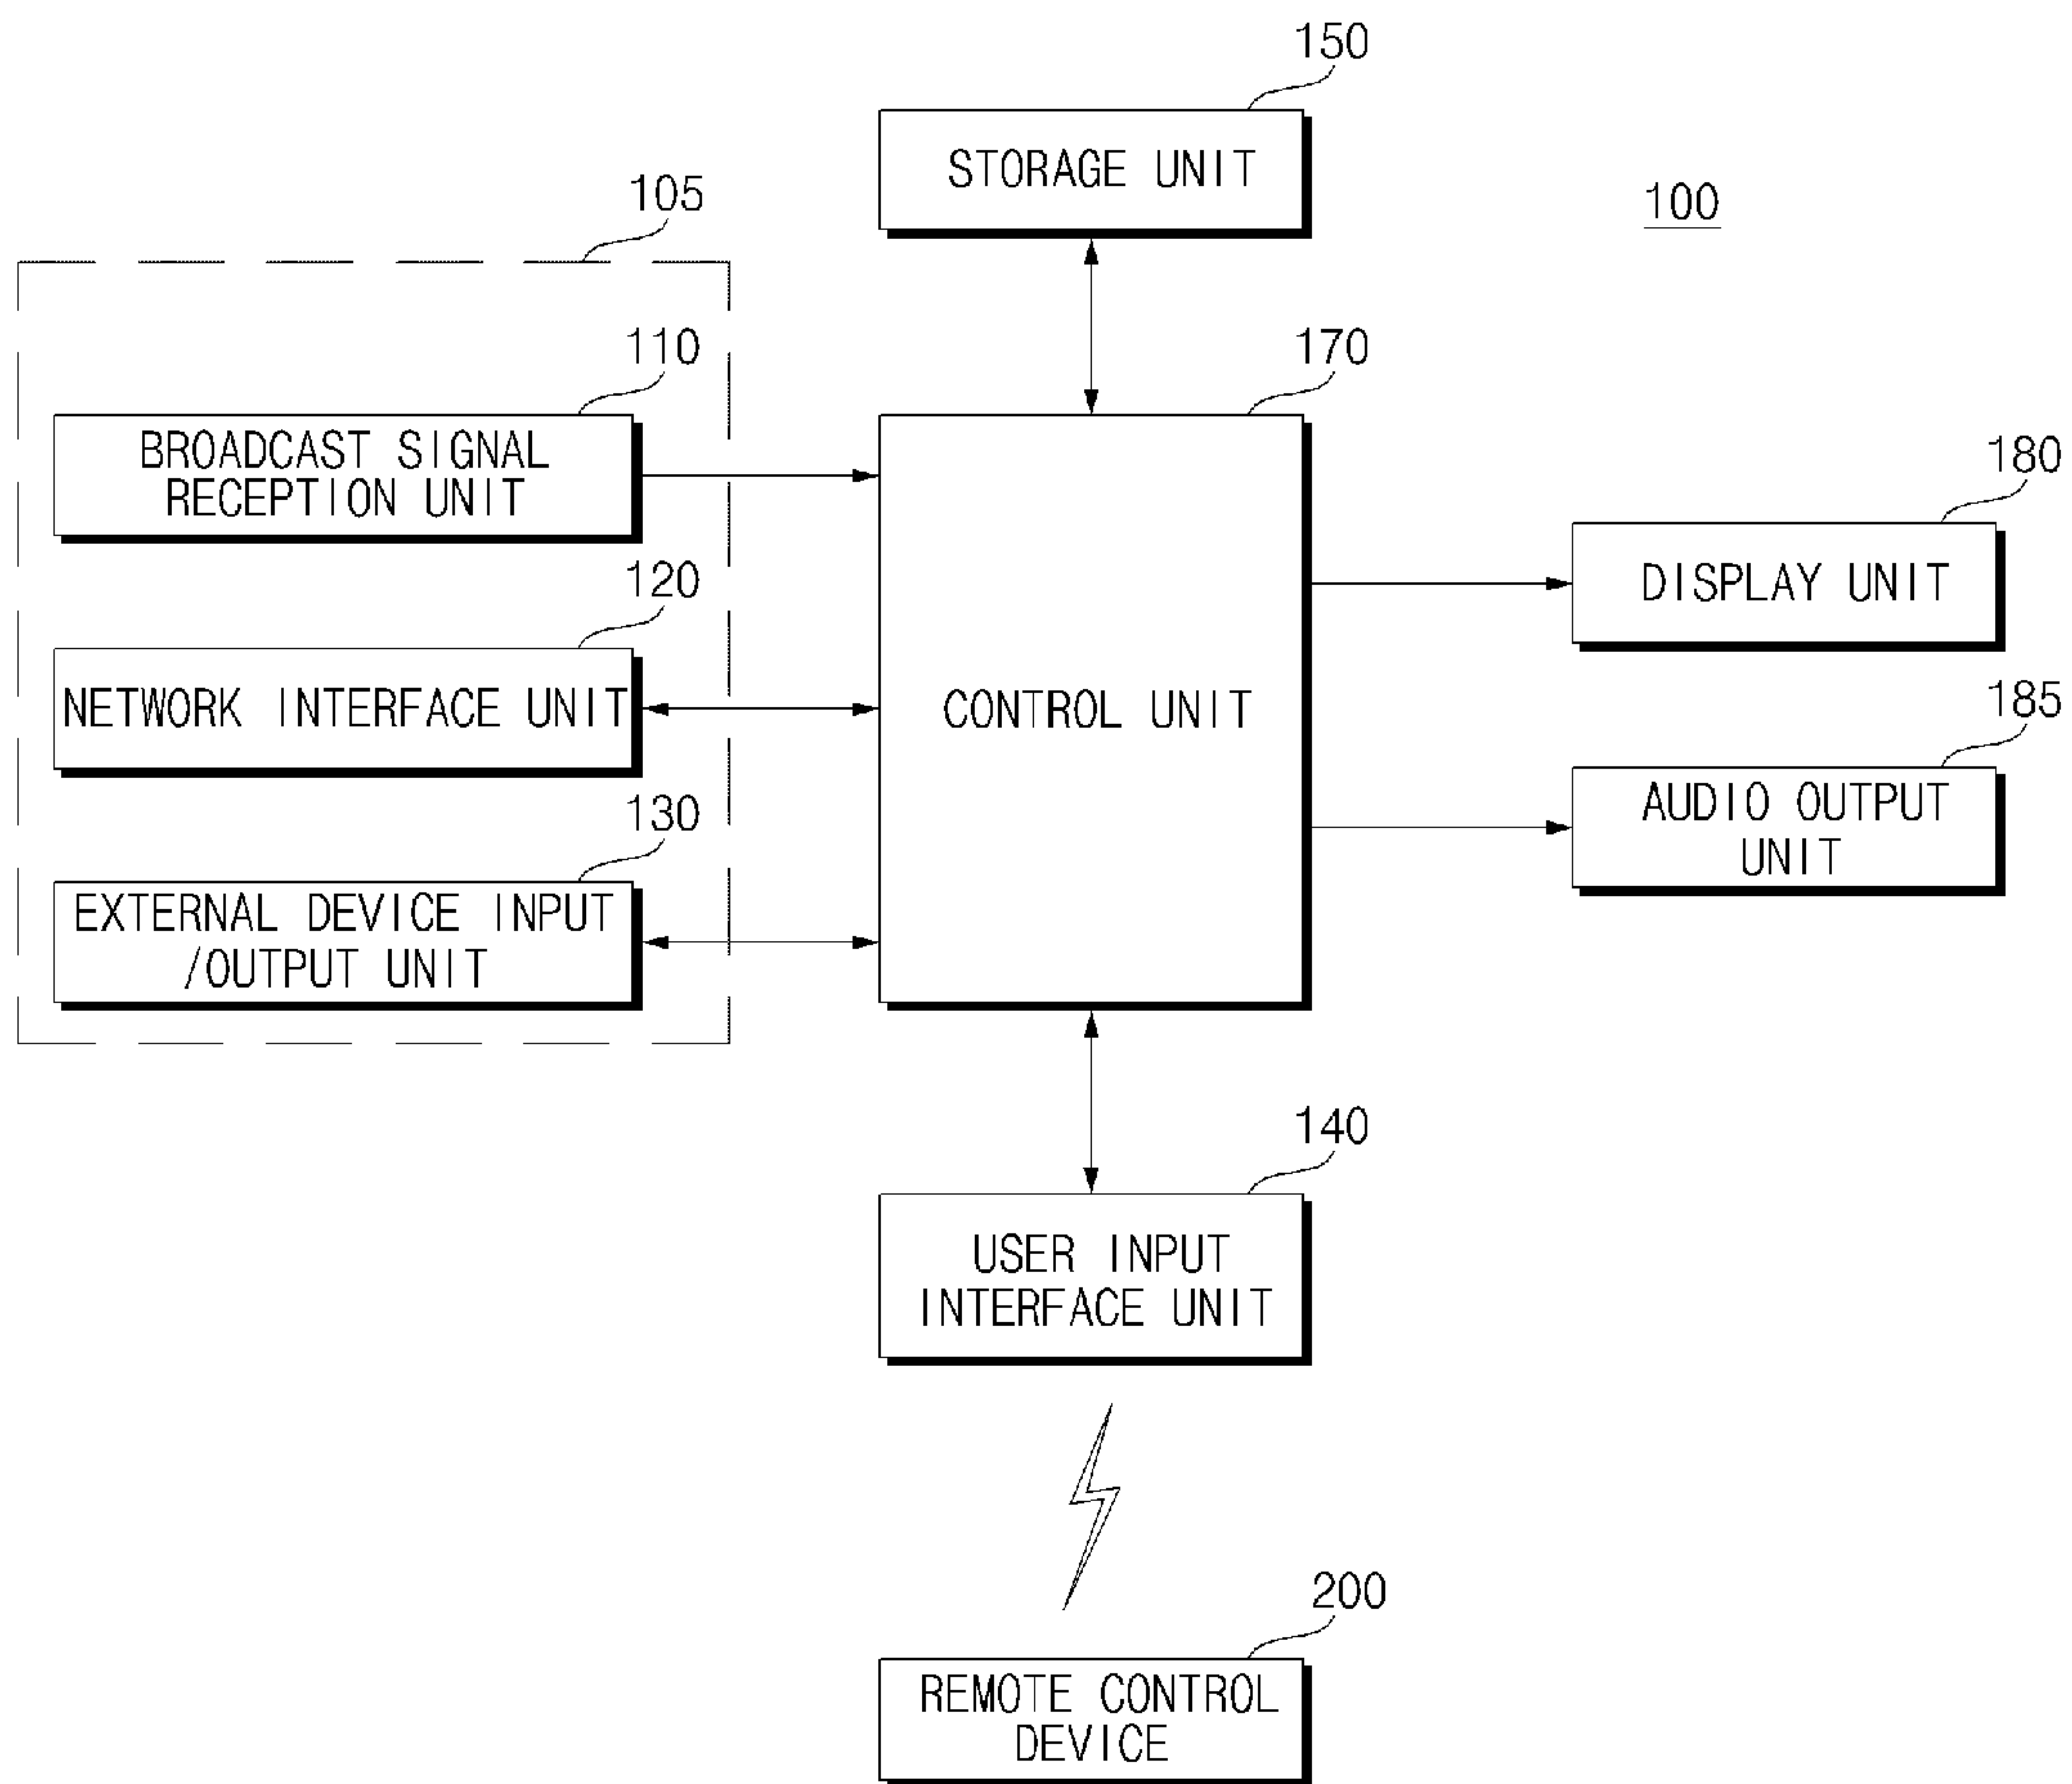 150
STORAGE UNIT
100
105
110
BROADCAST SIGNAL
RECEPTION UNIT
120
NETWORK INTERFACE UNIT
130
EXTERNAL DEVICE INPUT
/OUTPUT UNIT
170
CONTROL UNIT
180
DISPLAY UNIT
185
AUDIO OUTPUT
UNIT
140
USER INPUT
INTERFACE UNIT
200
REMOTE CONTROL
DEVICE